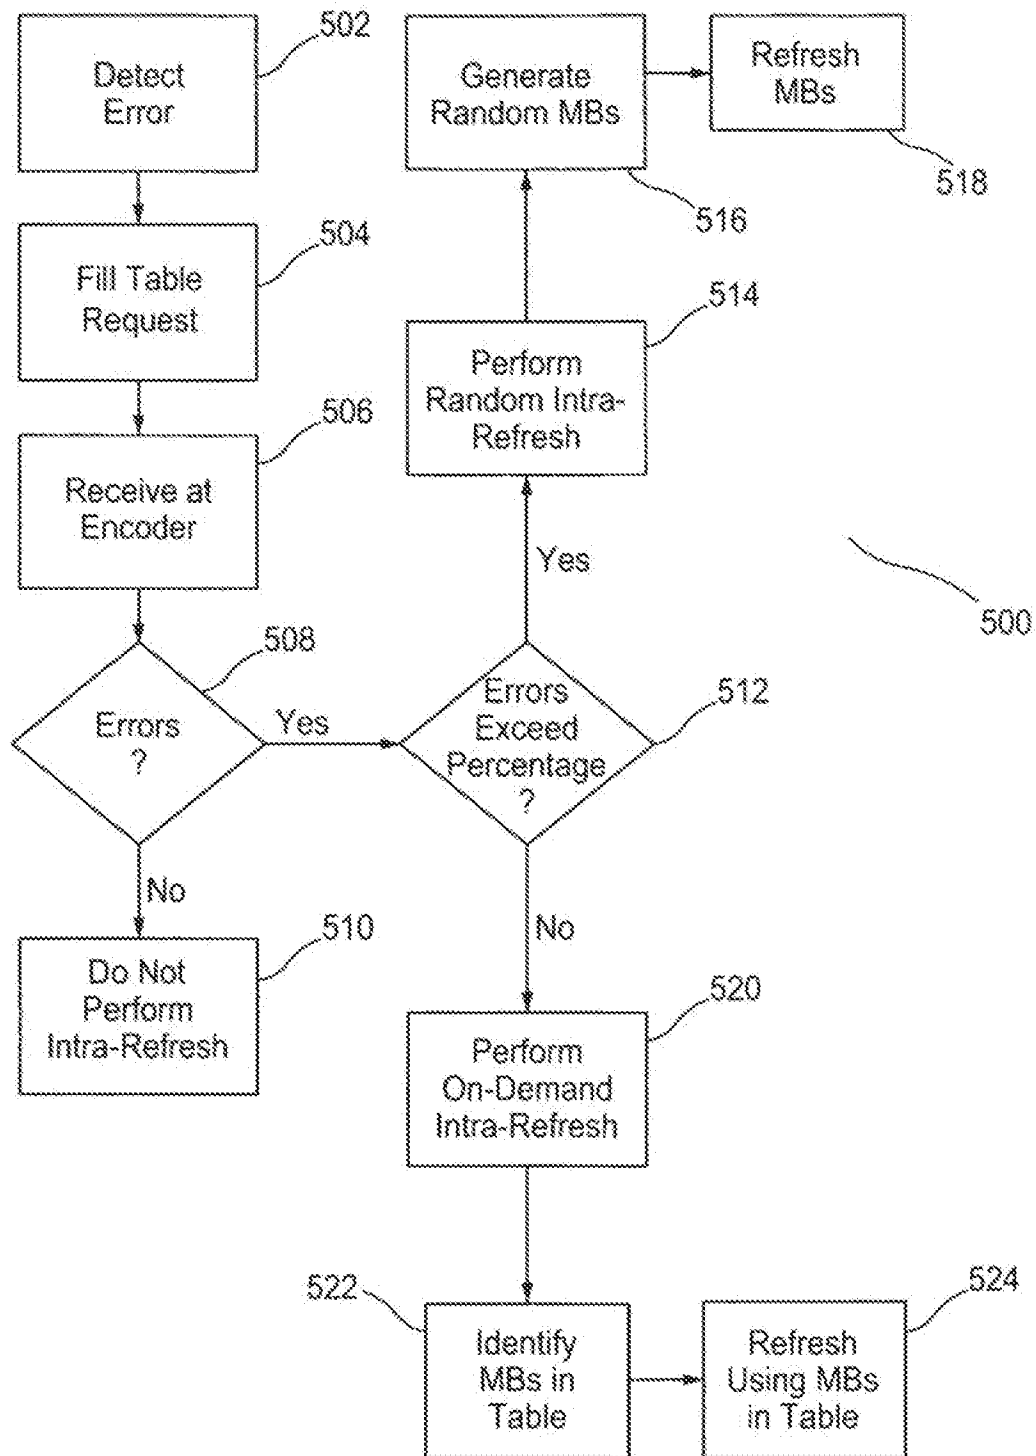 Detect
Error
502
Fill Table
Request
504
Receive at
Encoder
506
Errors
?
508
Yes
No
Do Not
Perform
Intra-Refresh
510
Errors
Exceed
Percentage
?
512
Yes
Perform
Random Intra-
Refresh
514
Generate
Random MBs
516
Refresh
MBs
518
500
No
Perform
On-Demand
Intra-Refresh
520
522
Identify
MBs in
Table
Refresh
Using MBs
in Table
524